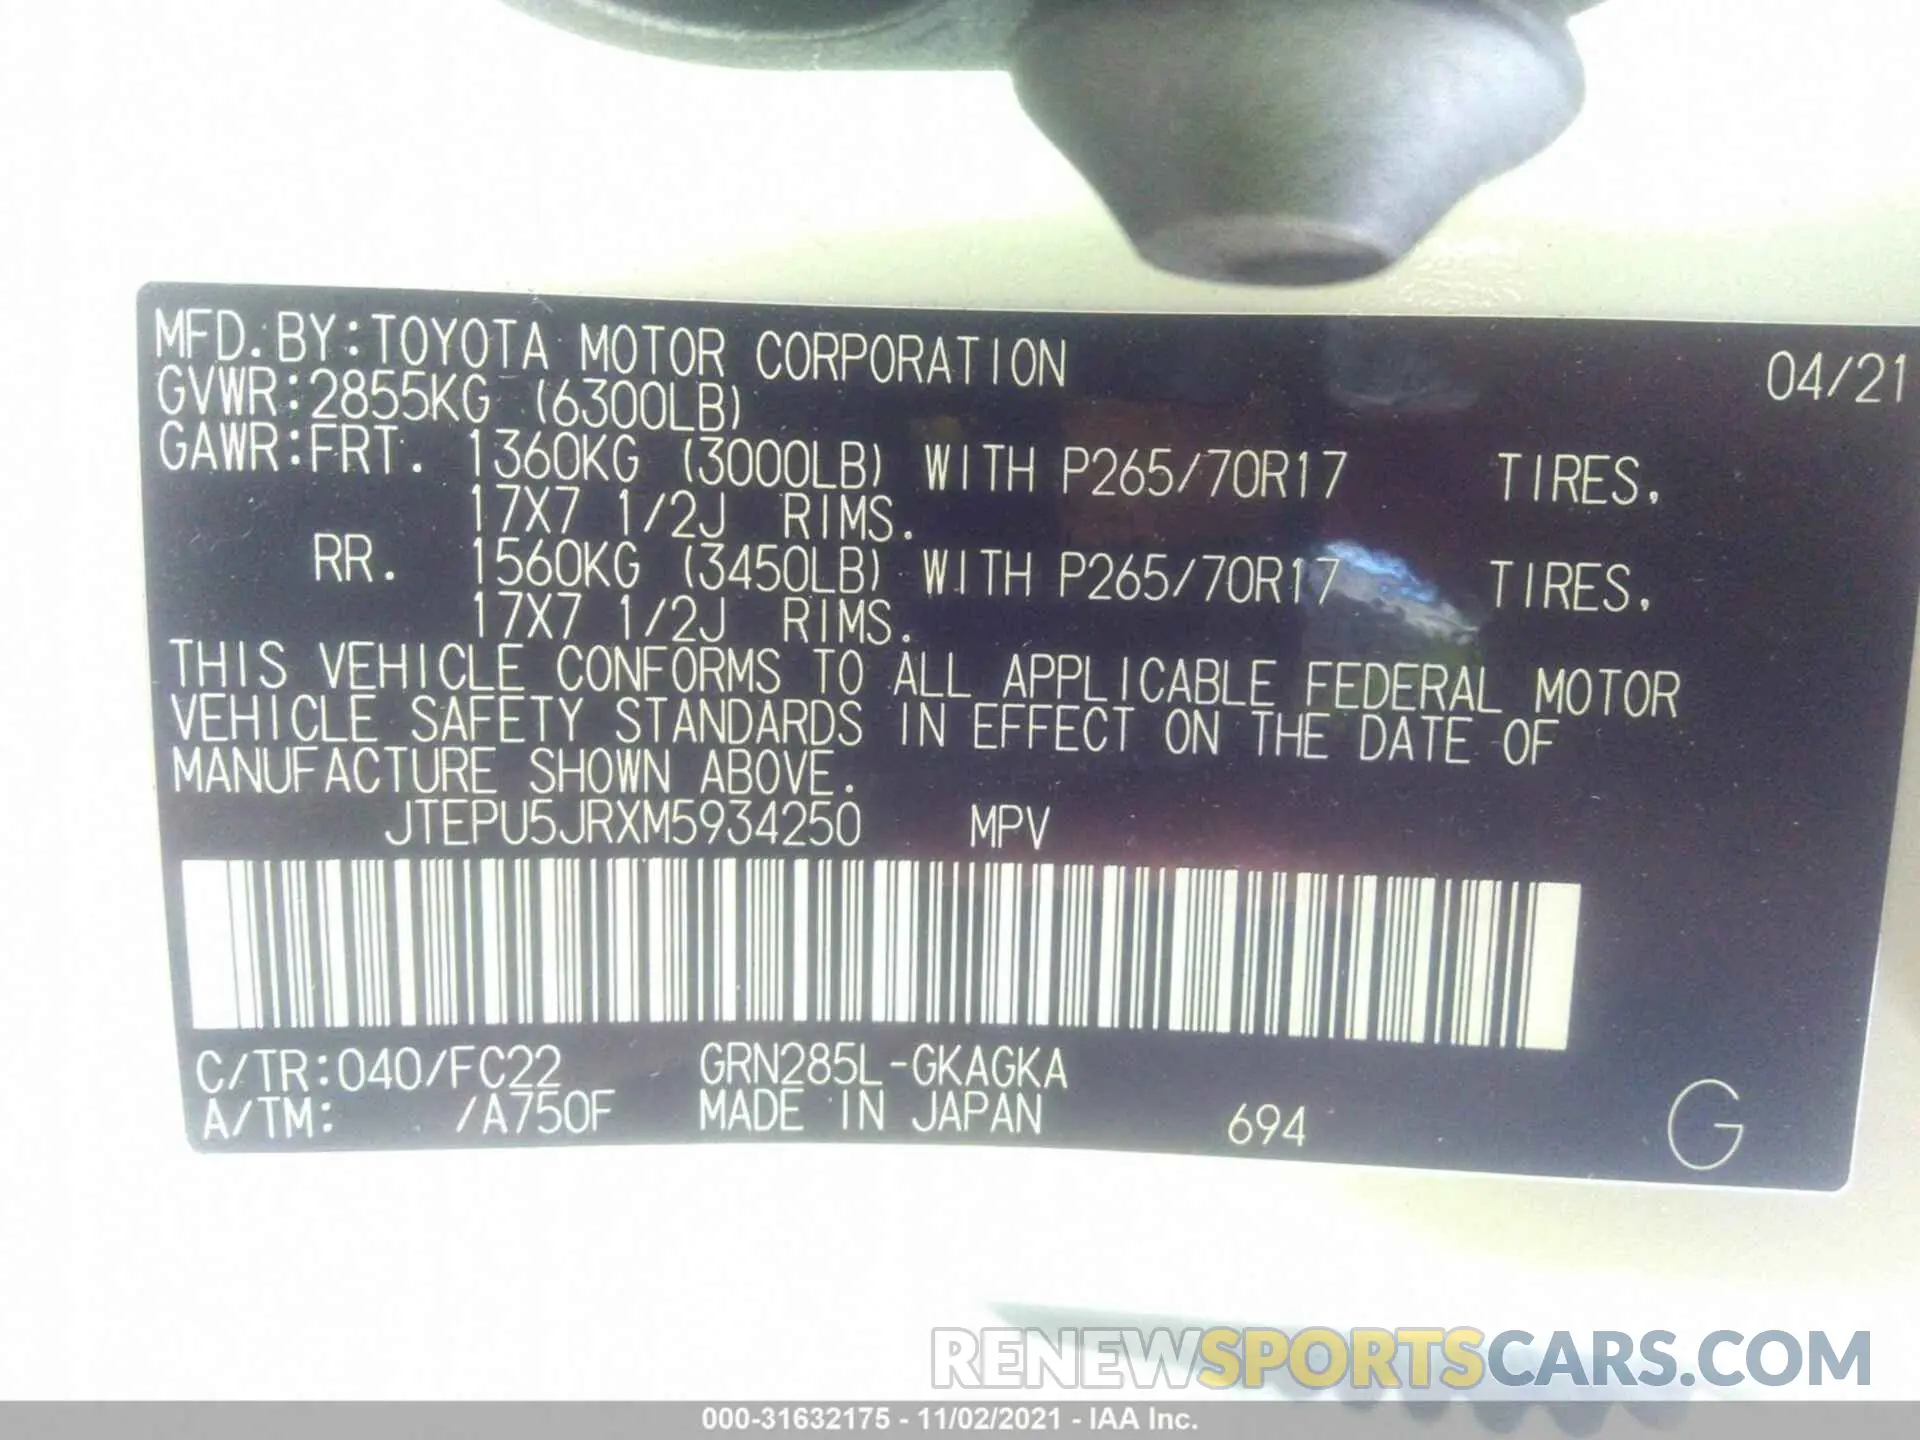 MFD. BY: TOYOTA MOTOR CORPORATION 04/21
GVWR: 2855KG (6300LB)
GAWR: FRT. 1360KG (3000LB) WITH P265/70R17 TIRES,
17X7 1/2J RIMS.
RR. 1560KG (3450LB) WITH P265/70R17 TIRES,
17X7 1/2J RIMS.
THIS VEHICLE CONFORMS TO ALL APPLICABLE FEDERAL MOTOR
VEHICLE SAFETY STANDARDS IN EFFECT ON THE DATE OF
MANUFACTURE SHOWN ABOVE.
JTEPU5JRXM5934250 MPV
C/TR: 040/FC22 GRN285L-GKAGKA
A/TM: /A750F MADE IN JAPAN 694 G
RENEWSPORTSCARS.COM
000-31632175 - 11/02/2021 - IAA Inc.